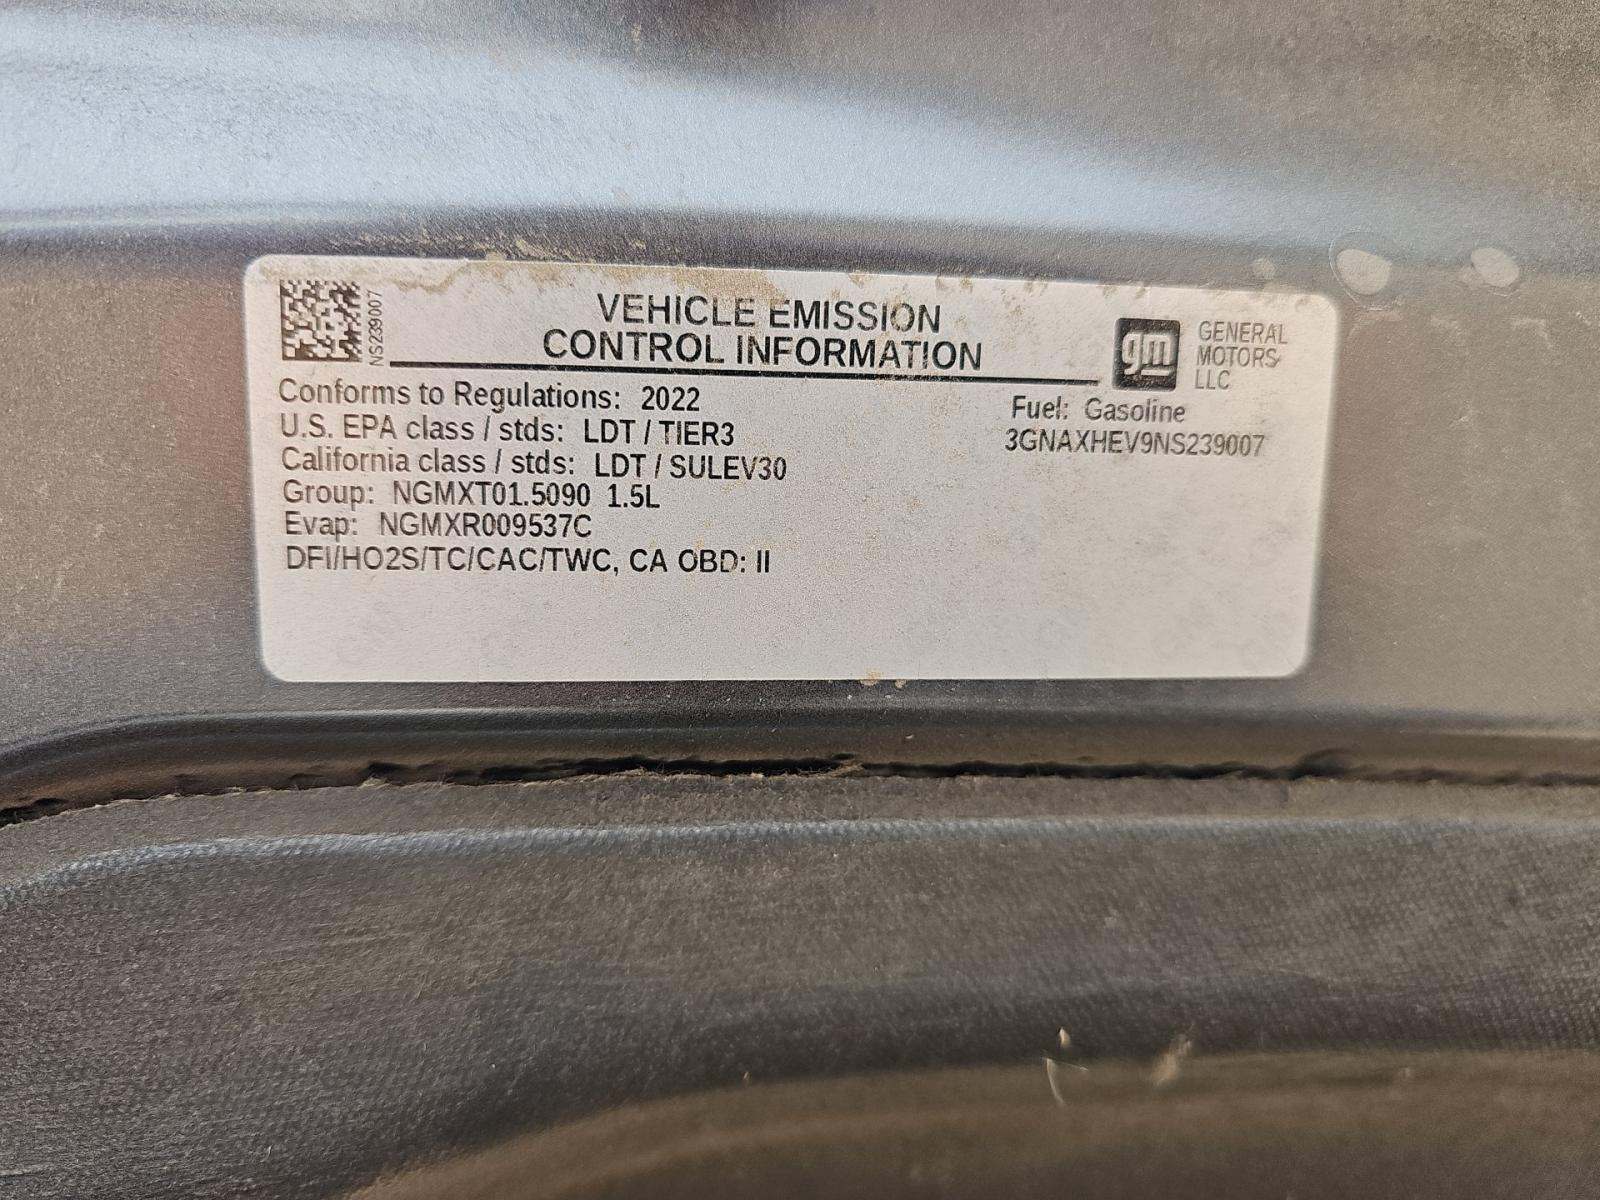 NS239007
VEHICLE EMISSION
CONTROL INFORMATION
gm
GENERAL
MOTORS
LLC
Conforms to Regulations: 2022
U.S. EPA class / stds: LDT / TIER3
California class / stds: LDT / SULEV30
Group: NGMXT01.5090 1.5L
Evap: NGMXR009537C
DFI/HO2S/TC/CAC/TWC, CA OBD: II
Fuel: Gasoline
3GNAXHEV9NS239007